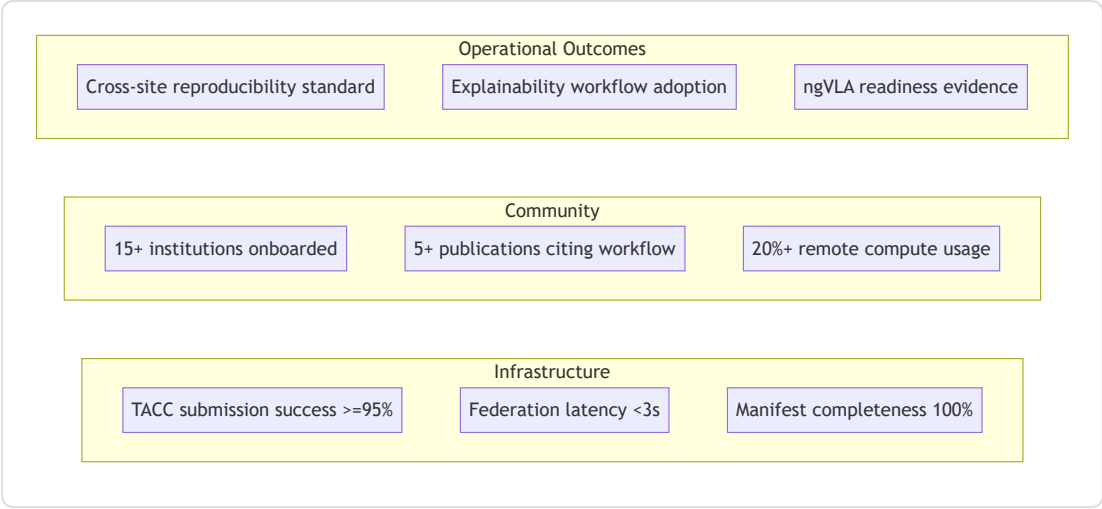 Operational Outcomes
Cross-site reproducibility standard
Explainability workflow adoption
ngVLA readiness evidence
Community
15+ institutions onboarded
5+ publications citing workflow
20%+ remote compute usage
Infrastructure
TACC submission success >=95%
Federation latency <3s
Manifest completeness 100%